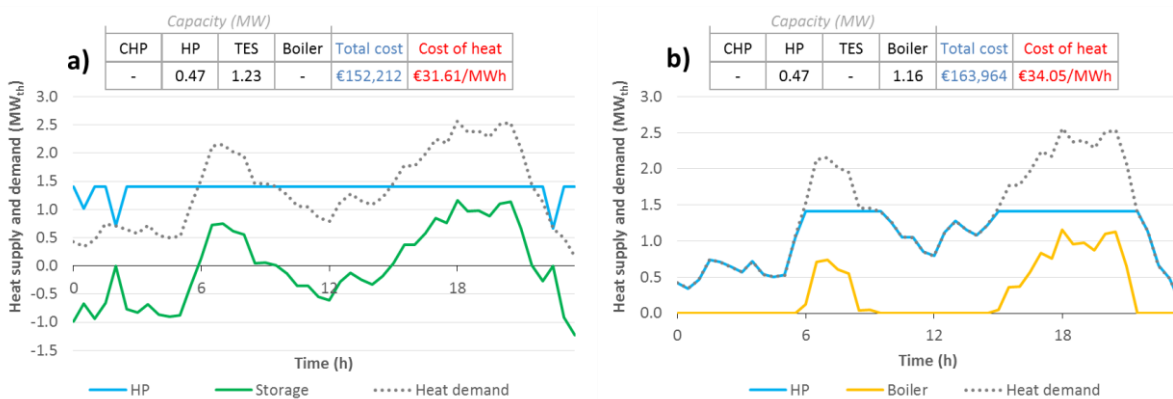 Capacity (MW)
CHP HP TES Boiler Total cost Cost of heat
a) - 0.47 1.23 - €152,212 €31.61/MWh
Heat supply and demand (MWth)
3.0
2.5
2.0
1.5
1.0
0.5
0.0
-0.5
-1.0
-1.5
0 6 12 18
Time (h)
HP Storage Heat demand
Capacity (MW)
CHP HP TES Boiler Total cost Cost of heat
b) - 0.47 - 1.16 €163,964 €34.05/MWh
Heat supply and demand (MWth)
3.0
2.5
2.0
1.5
1.0
0.5
0.0
0 6 12 18
Time (h)
HP Boiler Heat demand